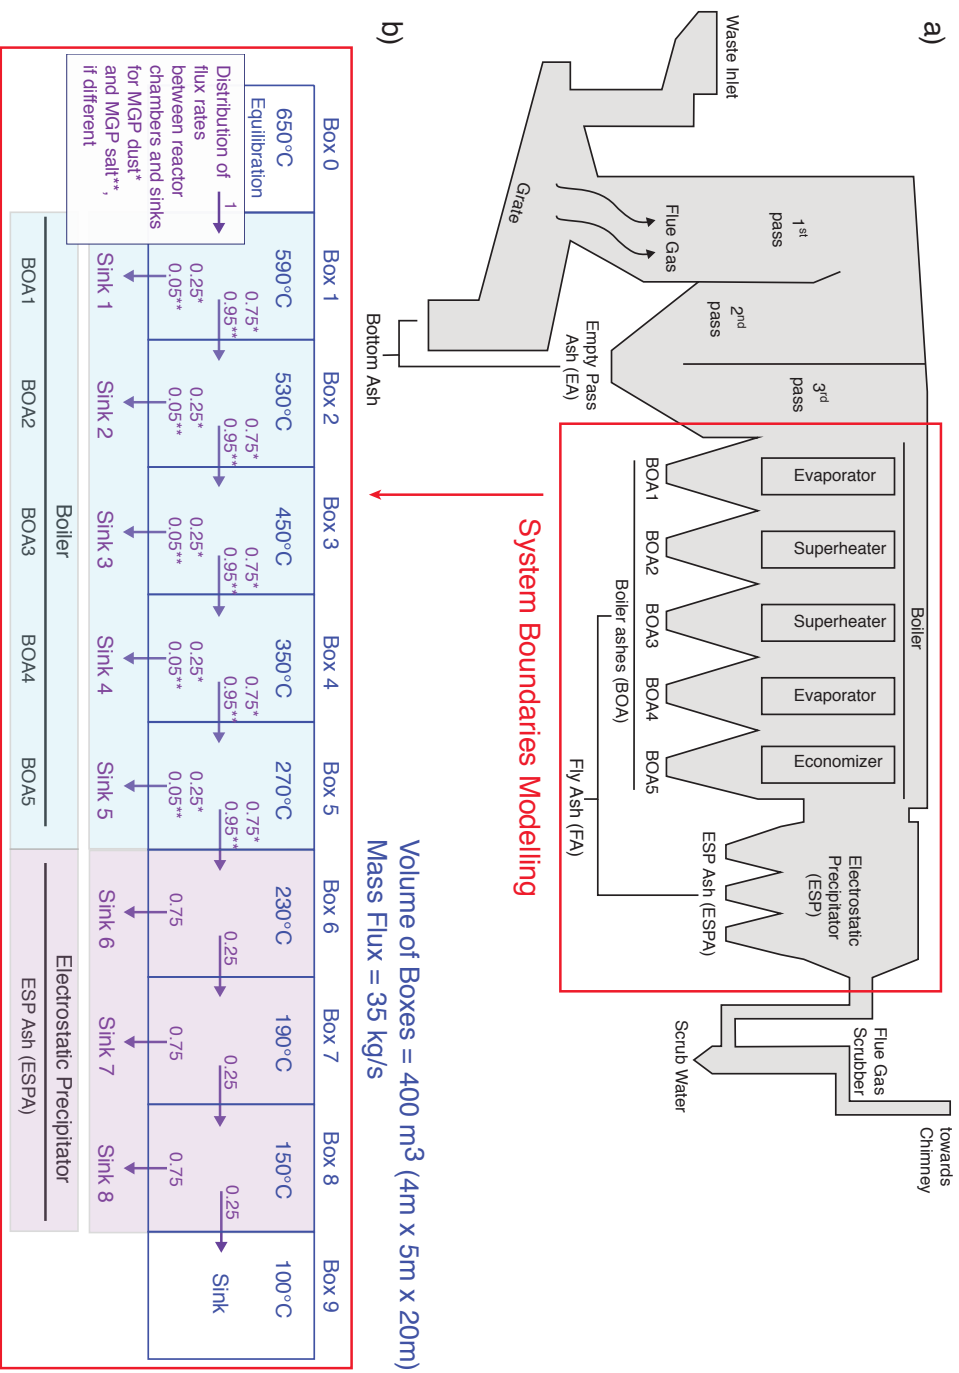 a)
Waste Inlet
Grate
Flue Gas
1st
pass
2nd
pass
3rd
pass
Empty Pass
Ash (EA)
Bottom Ash
Boiler
Evaporator
Superheater
Superheater
Evaporator
Economizer
BOA1
BOA2
BOA3
BOA4
BOA5
Boiler ashes (BOA)
Fly Ash (FA)
Electrostatic
Precipitator
(ESP)
ESP Ash (ESPA)
Flue Gas
Scrubber
Scrub Water
towards
Chimney
System Boundaries Modelling
b)
Volume of Boxes = 400 m3 (4m x 5m x 20m)
Mass Flux = 35 kg/s
Box 0
Box 1
Box 2
Box 3
Box 4
Box 5
Box 6
Box 7
Box 8
Box 9
650°C
Equilibration
590°C
530°C
450°C
350°C
270°C
230°C
190°C
150°C
100°C
Distribution of
flux rates
between reactor
chambers and sinks
for MGP dust*
and MGP salt**,
if different
1
0.75*
0.95**
0.75*
0.95**
0.75*
0.95**
0.75*
0.95**
0.75*
0.95**
0.25
0.25
0.25
Sink
0.25*
0.05**
0.25*
0.05**
0.25*
0.05**
0.25*
0.05**
0.25*
0.05**
0.75
0.75
0.75
Sink 1
Sink 2
Sink 3
Sink 4
Sink 5
Sink 6
Sink 7
Sink 8
Boiler
Electrostatic Precipitator
BOA1
BOA2
BOA3
BOA4
BOA5
ESP Ash (ESPA)